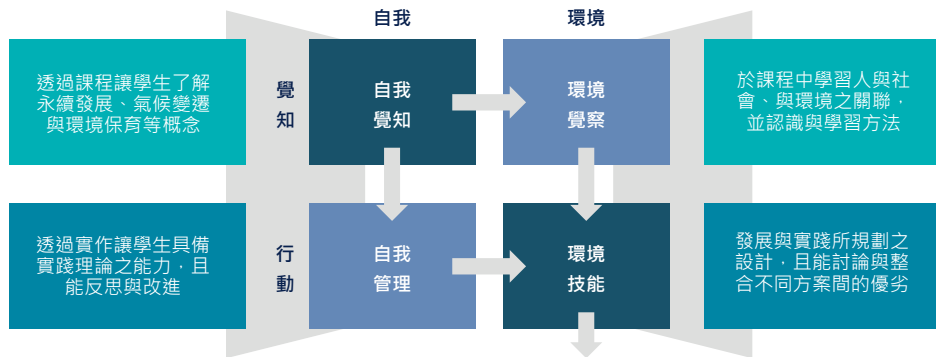 自我
環境
透過課程讓學生了解
永續發展、氣候變遷
與環境保育等概念
覺
知
自我
覺知
環境
覺察
於課程中學習人與社
會、與環境之關聯，
並認識與學習方法
透過實作讓學生具備
實踐理論之能力，且
能反思與改進
行
動
自我
管理
環境
技能
發展與實踐所規劃之
設計，且能討論與整
合不同方案間的優劣